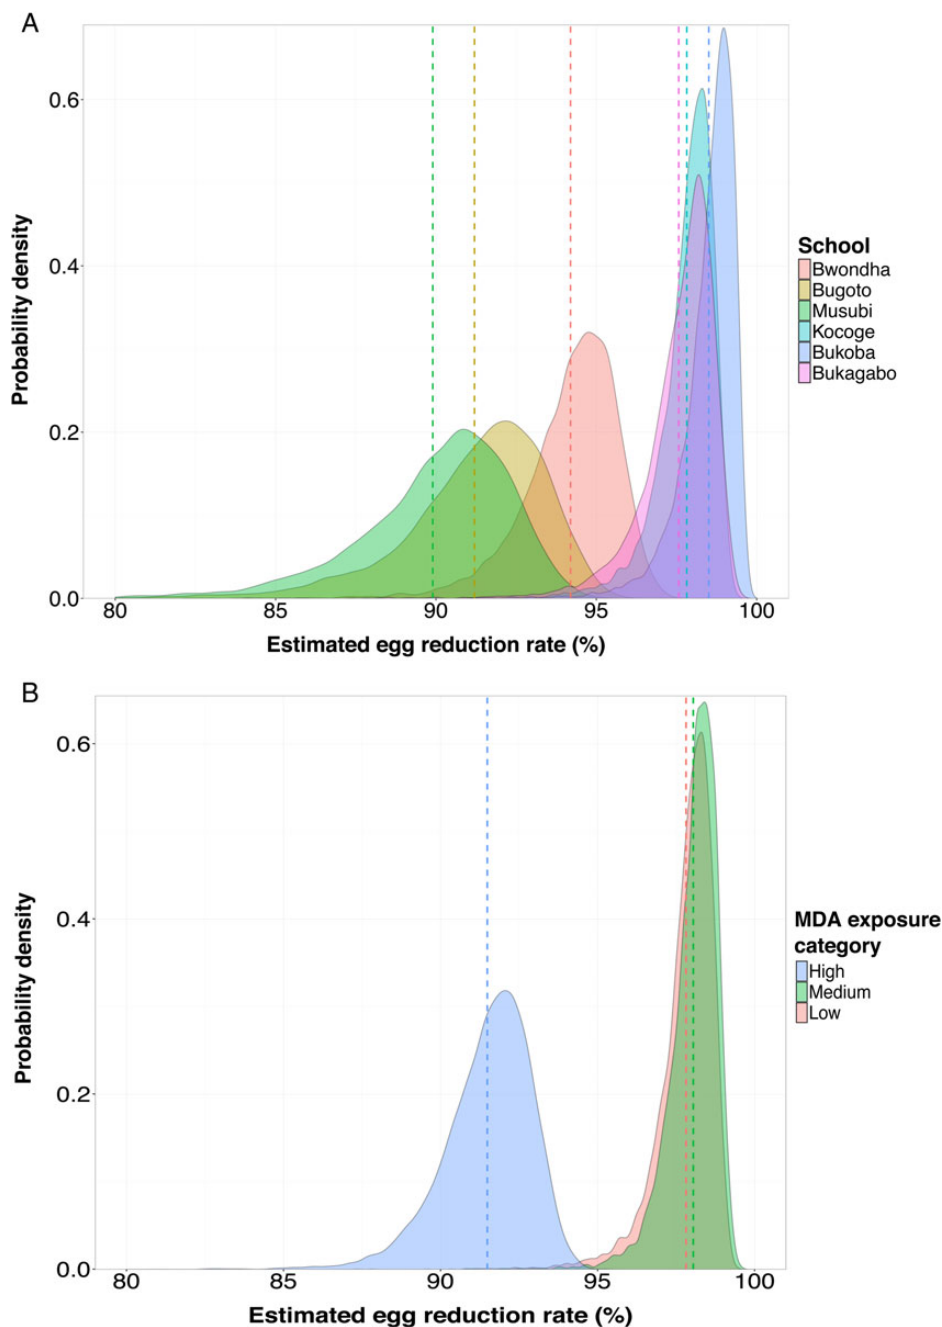 A
0.6
0.4
0.2
0.0
Probability density
80 85 90 95 100
Estimated egg reduction rate (%)
School
Bwondha
Bugoto
Musubi
Kocoge
Bukoba
Bukagabo
B
0.6
0.4
0.2
0.0
Probability density
80 85 90 95 100
Estimated egg reduction rate (%)
MDA exposure
category
High
Medium
Low